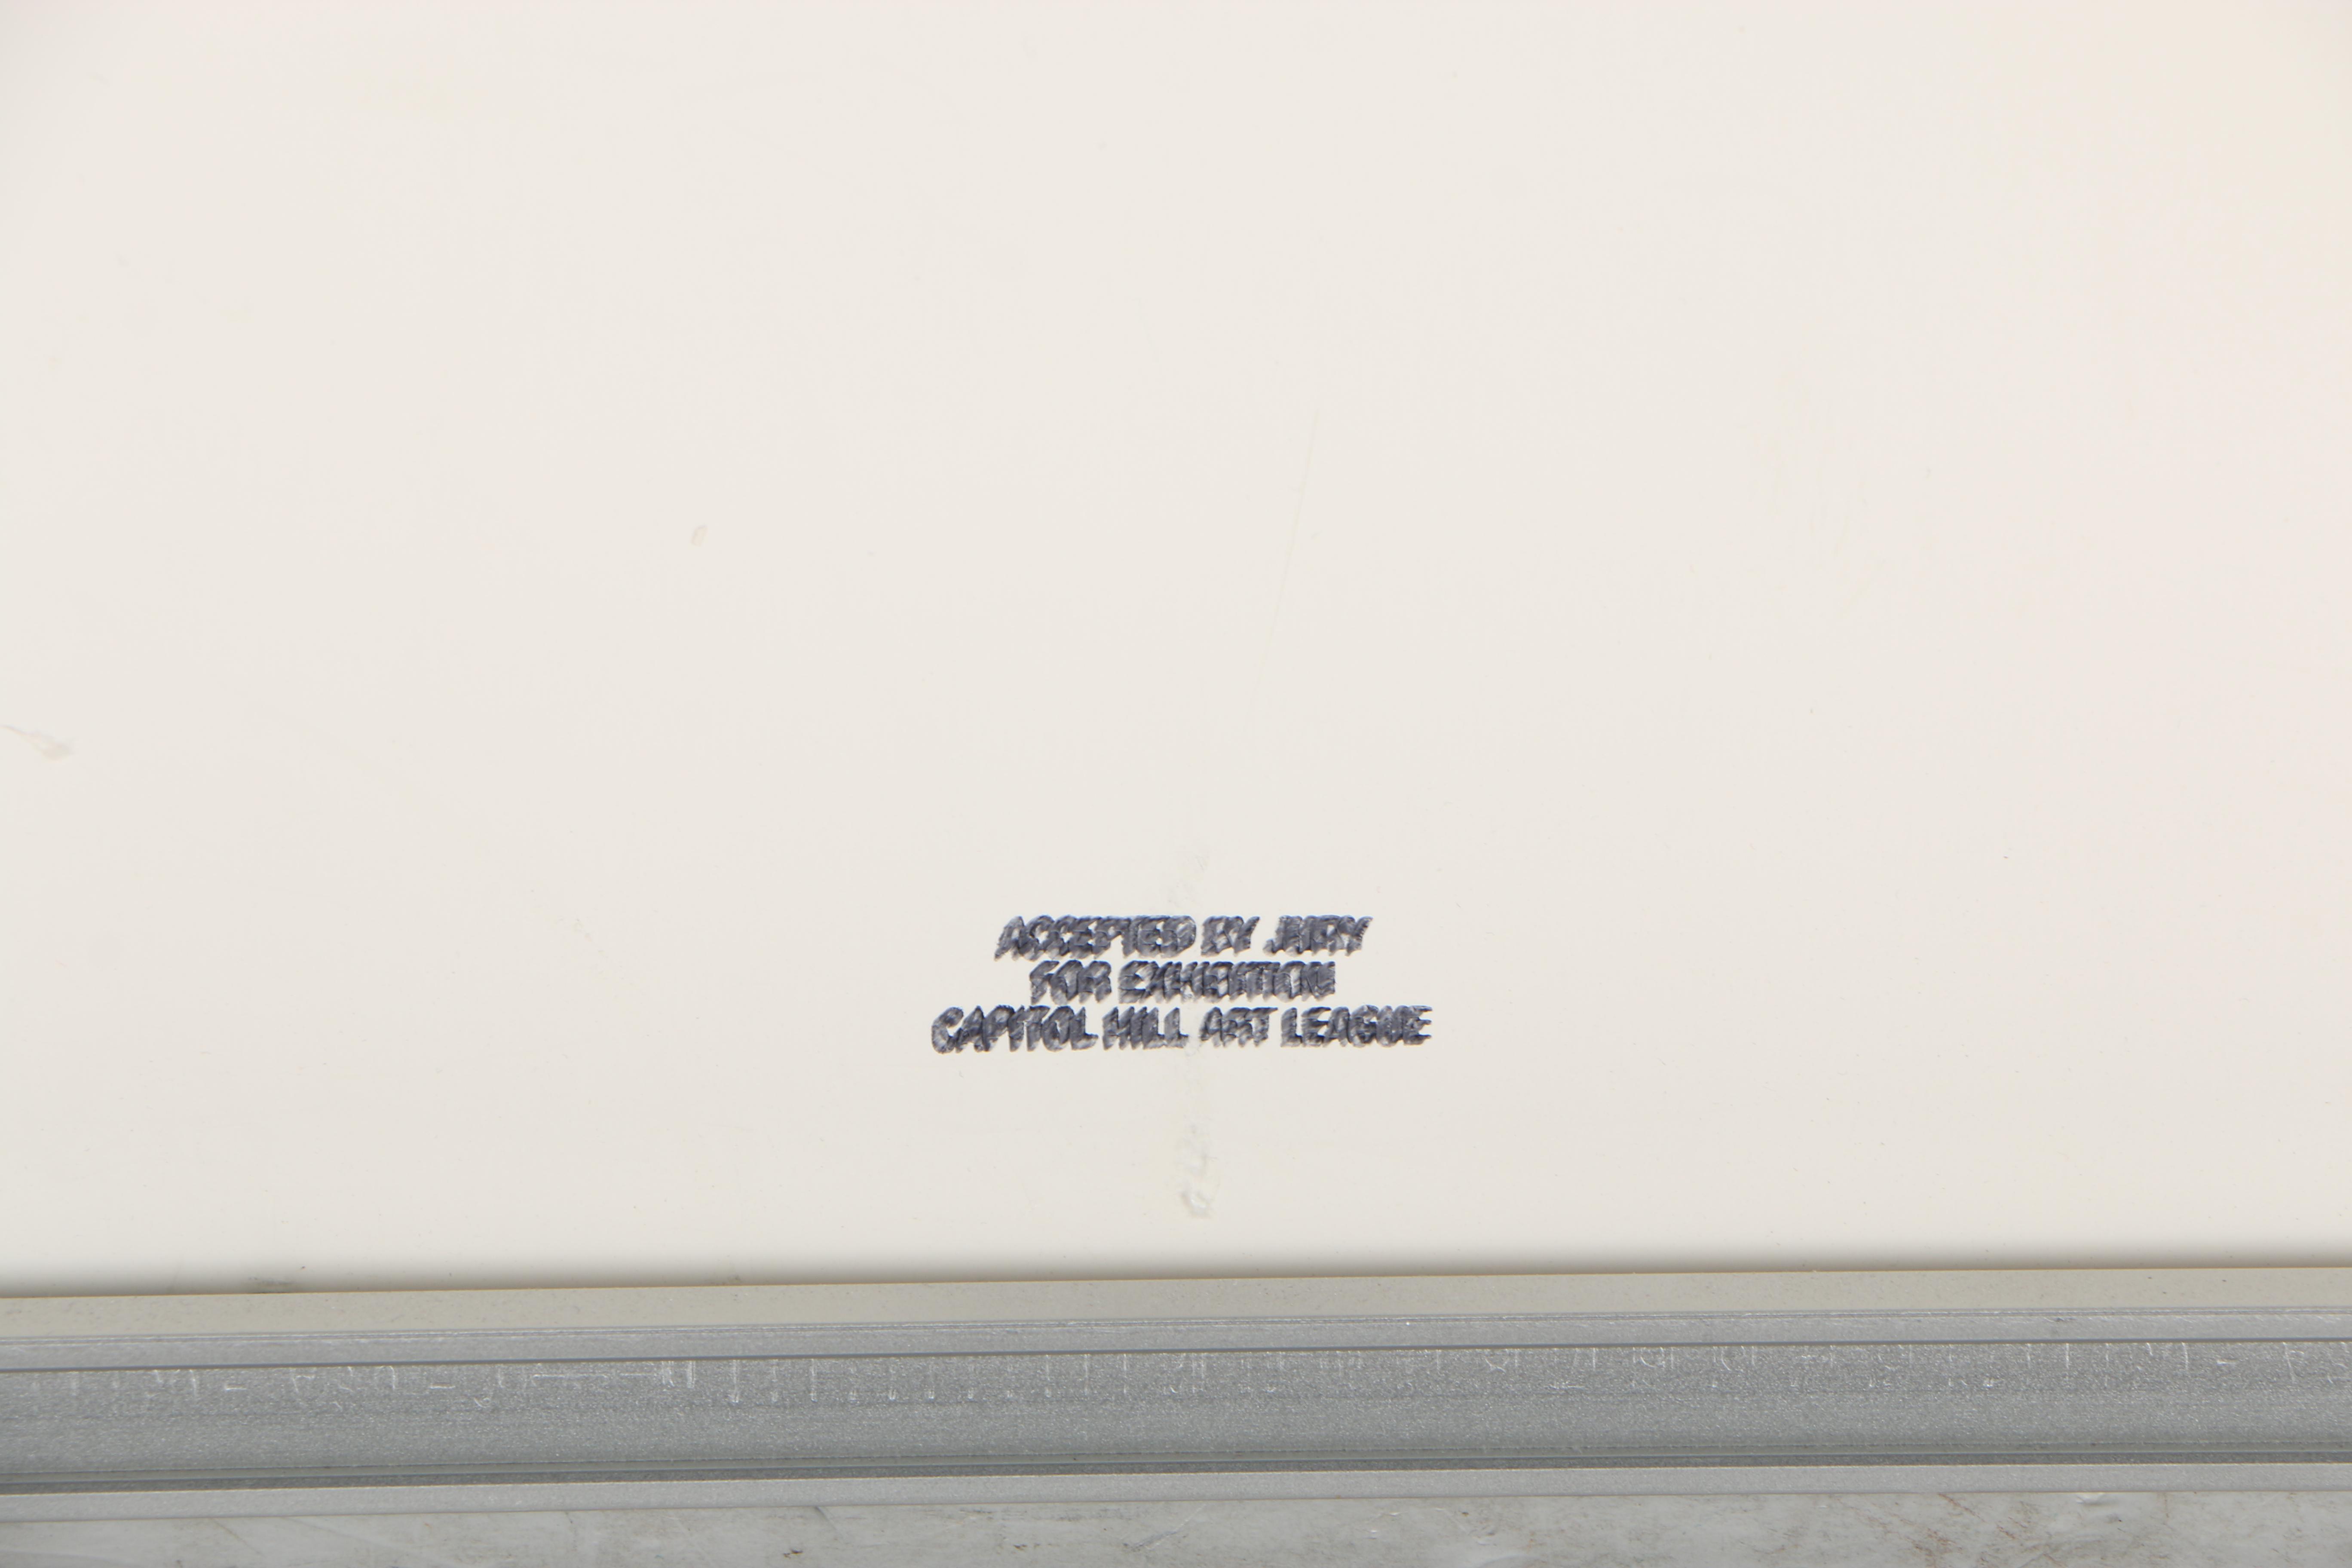 ACCEPTED BY JURY
FOR EXHIBITION
CAPITOL HILL ART LEAGUE